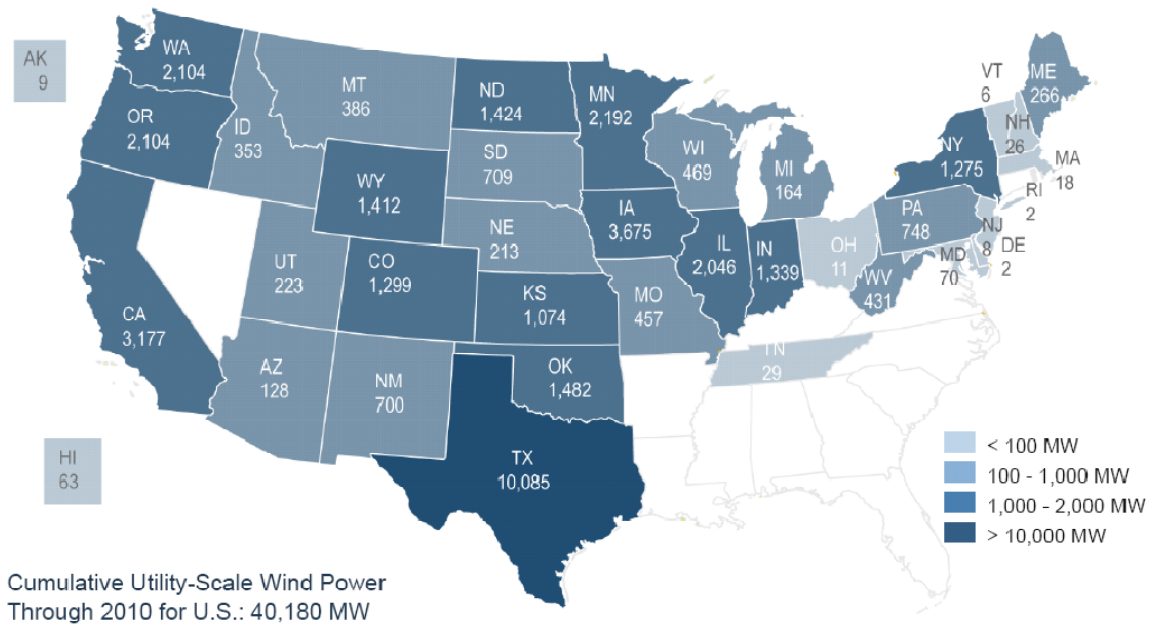 AK
9
WA
2,104
OR
2,104
ID
353
MT
386
ND
1,424
MN
2,192
SD
709
WI
469
MI
164
VT
6
ME
266
NH
26
NY
1,275
MA
18
RI
2
WY
1,412
NE
213
IA
3,675
IL
2,046
IN
1,339
OH
11
PA
748
NJ
8
DE
2
MD
70
WV
431
CA
3,177
UT
223
CO
1,299
KS
1,074
MO
457
AZ
128
NM
700
OK
1,482
TN
29
TX
10,085
HI
63
< 100 MW
100 - 1,000 MW
1,000 - 2,000 MW
> 10,000 MW
Cumulative Utility-Scale Wind Power
Through 2010 for U.S.: 40,180 MW